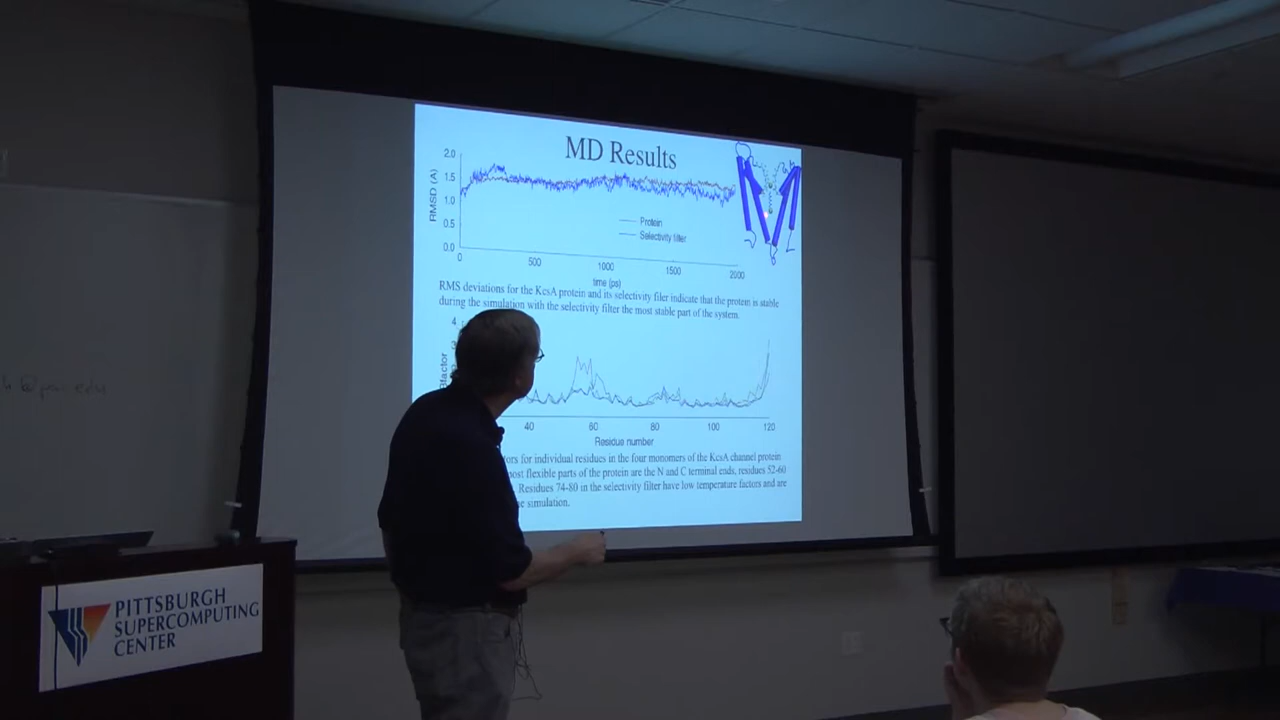 MD Results
2.0
1.5
1.0
0.5
0.0
RMSD (A)
Protein
Selectivity filter
0 500 1000 1500 2000
time (ps)
RMS deviations for the KcsA protein and its selectivity filer indicate that the protein is stable
during the simulation with the selectivity filter the most stable part of the system.
4
Bfactor
40 60 80 100 120
Residue number
tors for individual residues in the four monomers of the KcsA channel protein
most flexible parts of the protein are the N and C terminal ends, residues 52-60
Residues 74-80 in the selectivity filter have low temperature factors and are
e simulation.
PITTSBURGH
SUPERCOMPUTING
CENTER